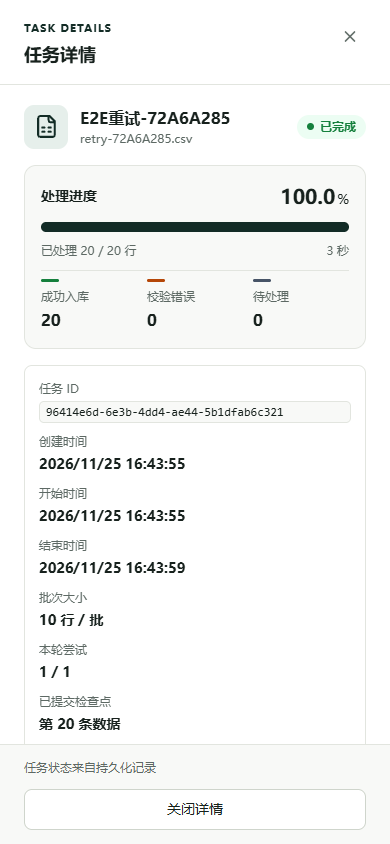 TASK DETAILS
任务详情
E2E重试-72A6A285
已完成
retry-72A6A285.csv
处理进度
100.0%
已处理 20 / 20 行
3 秒
成功入库
校验错误
待处理
20
0
0
任务 ID
96414e6d-6e3b-4dd4-ae44-5b1dfab6c321
创建时间
2026/11/25 16:43:55
开始时间
2026/11/25 16:43:55
结束时间
2026/11/25 16:43:59
批次大小
10 行 / 批
本轮尝试
1 / 1
已提交检查点
第 20 条数据
任务状态来自持久化记录
关闭详情